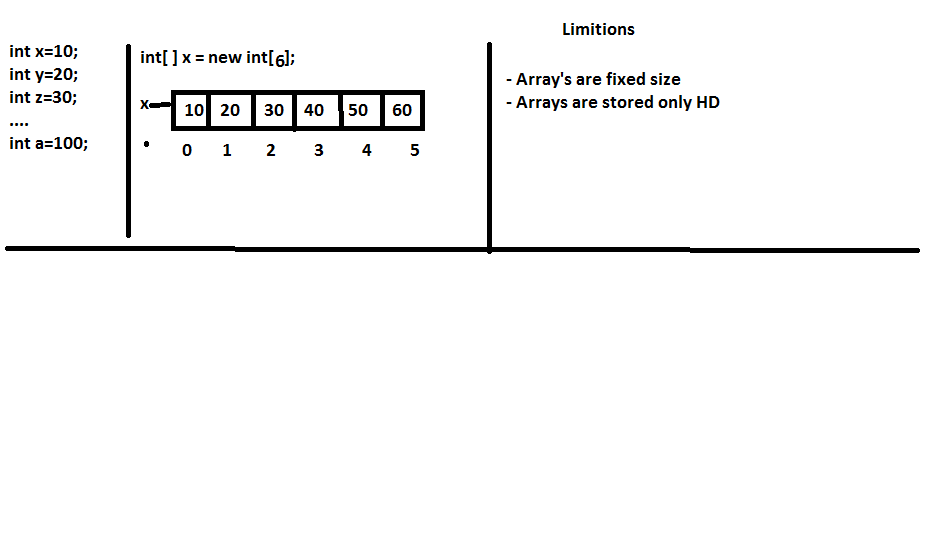 int x=10;
int y=20;
int z=30;
....
int a=100;
int[ ] x = new int[6];
x
10 20 30 40 50 60
0 1 2 3 4 5
Limitions
- Array's are fixed size
- Arrays are stored only HD